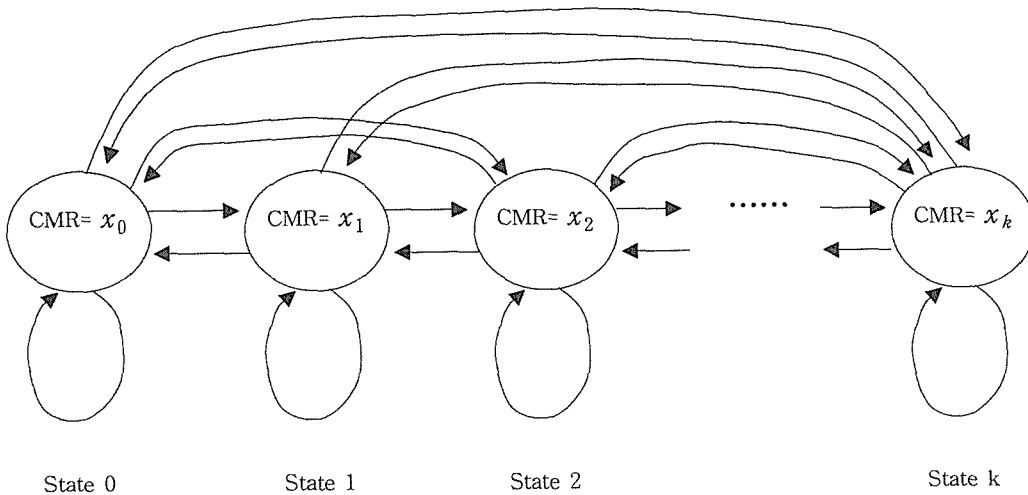 CMR= x₀ CMR= x₁ CMR= x₂ ...... CMR= xₖ
State 0 State 1 State 2 State k